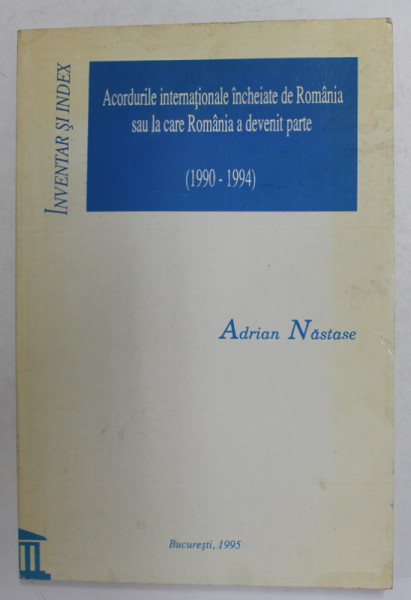 INVENTAR ŞI INDEX
Acordurile internaţionale încheiate de România
sau la care România a devenit parte
(1990 - 1994)
Adrian Năstase
Bucureşti, 1995